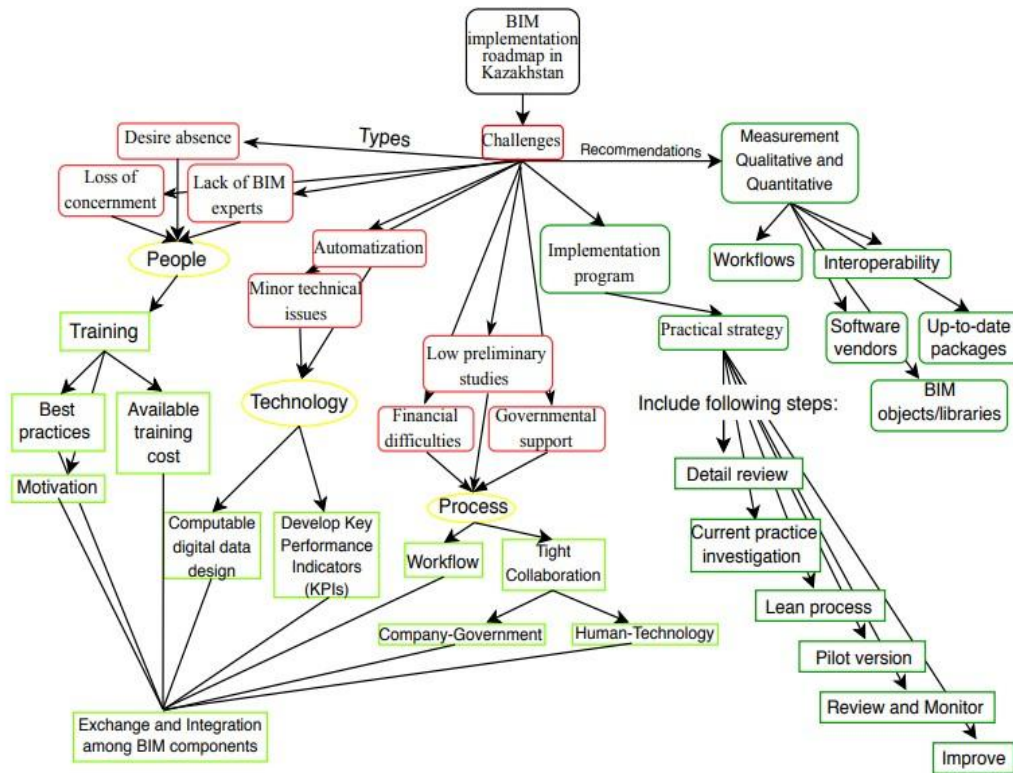 BIM
implementation
roadmap in
Kazakhstan
Desire absence
Types
Challenges
Recommendations
Measurement
Qualitative and
Quantitative
Loss of
concernment
Lack of BIM
experts
People
Automatization
Minor technical
issues
Implementation
program
Workflows
Interoperability
Software
vendors
Up-to-date
packages
BIM
objects/libraries
Training
Practical strategy
Low preliminary
studies
Technology
Best
practices
Available
training
cost
Financial
difficulties
Governmental
support
Include following steps:
Motivation
Process
Detail review
Computable
digital data
design
Develop Key
Performance
Indicators
(KPIs)
Workflow
Tight
Collaboration
Current practice
investigation
Lean process
Company-Government
Human-Technology
Pilot version
Review and Monitor
Exchange and Integration
among BIM components
Improve